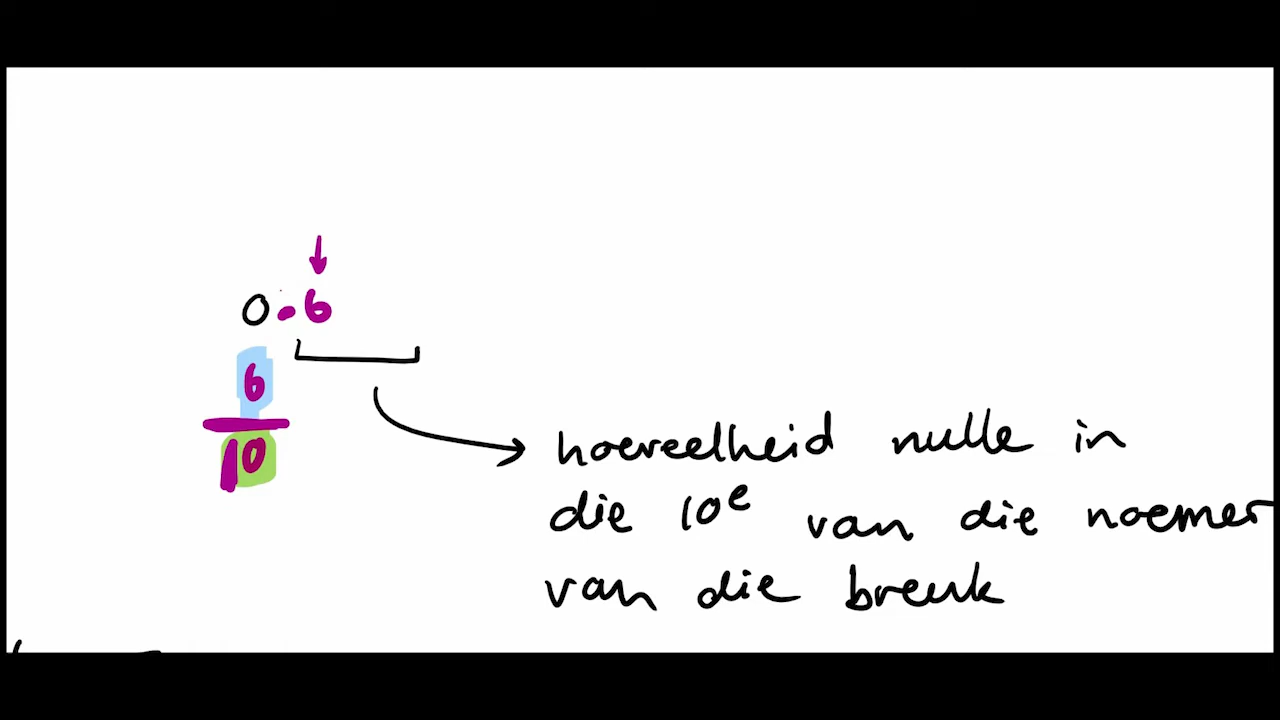 0.6
6
10
hoeveelheid nulle in
die 10e van die noemer
van die breuk